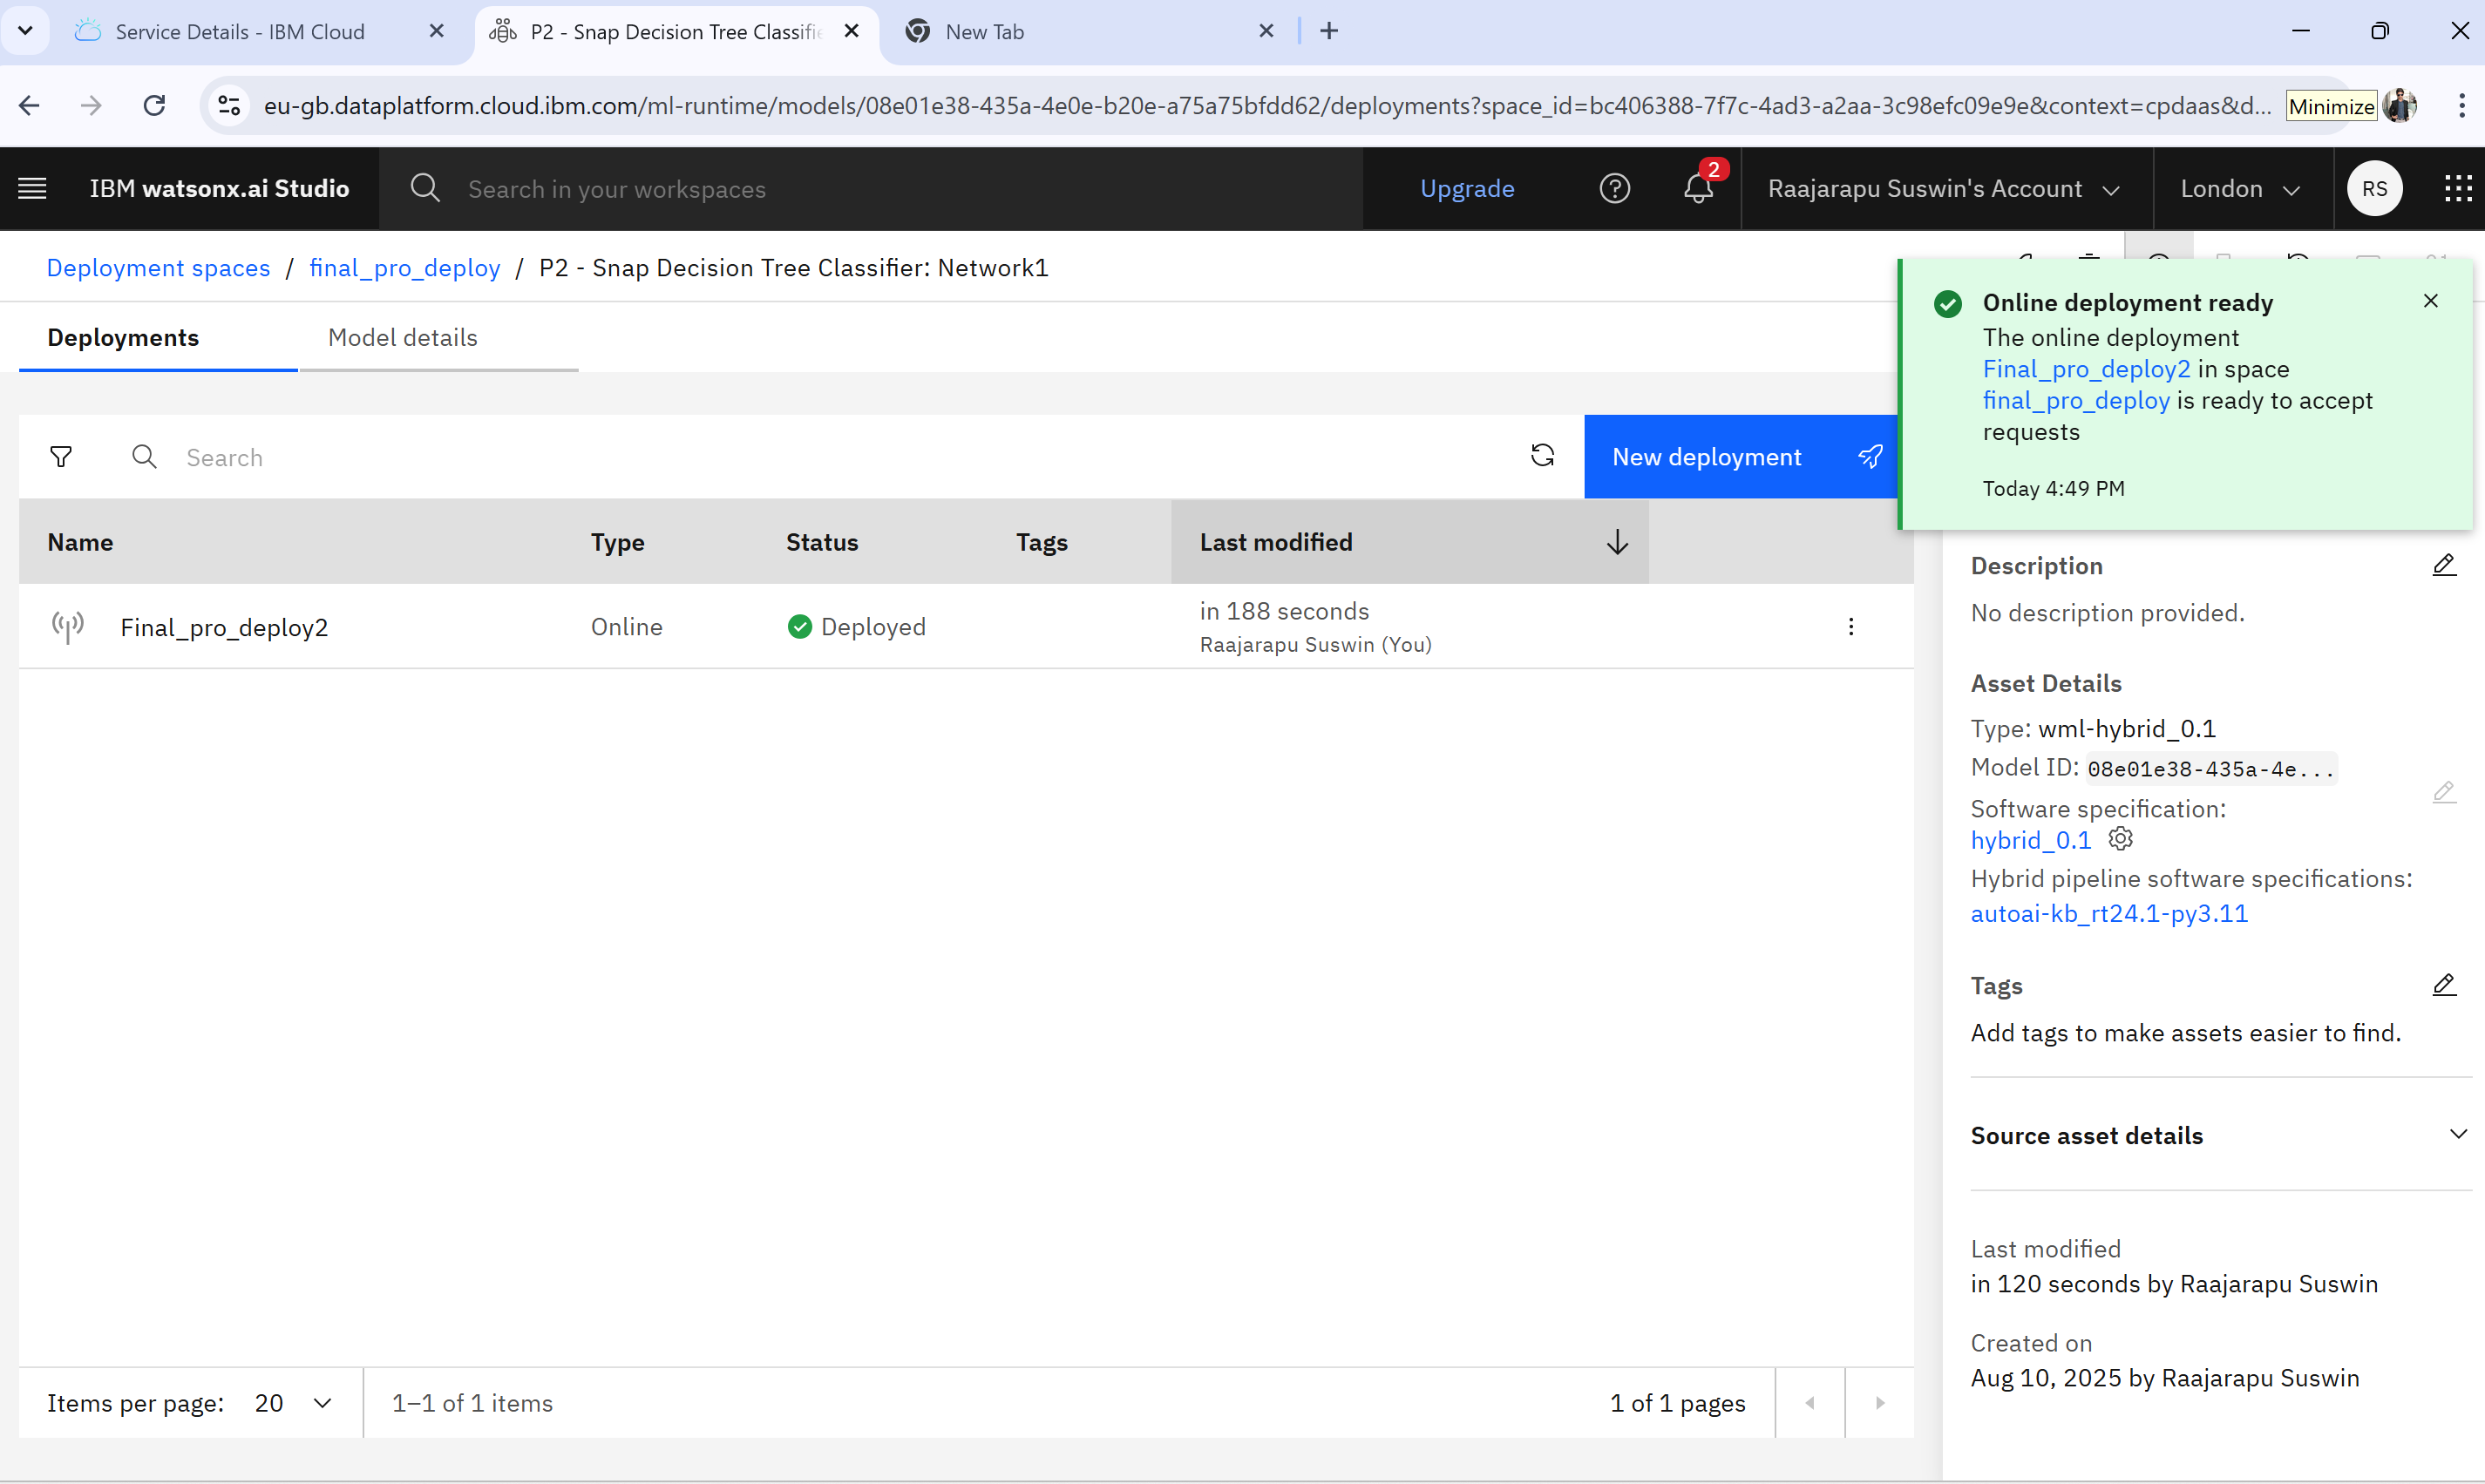 Service Details - IBM Cloud
P2 - Snap Decision Tree Classifie
New Tab
eu-gb.dataplatform.cloud.ibm.com/ml-runtime/models/08e01e38-435a-4e0e-b20e-a75a75bfdd62/deployments?space_id=bc406388-7f7c-4ad3-a2aa-3c98efc09e9e&context=cpdaas&d...
Minimize
IBM watsonx.ai Studio
Search in your workspaces
Upgrade
2
Raajarapu Suswin's Account
London
RS
Deployment spaces / final_pro_deploy / P2 - Snap Decision Tree Classifier: Network1
Deployments
Model details
Online deployment ready
The online deployment
Final_pro_deploy2 in space
final_pro_deploy is ready to accept
requests
Today 4:49 PM
Search
New deployment
Name
Type
Status
Tags
Last modified
Final_pro_deploy2
Online
Deployed
in 188 seconds
Raajarapu Suswin (You)
Items per page: 20
1–1 of 1 items
1 of 1 pages
Description
No description provided.
Asset Details
Type: wml-hybrid_0.1
Model ID: 08e01e38-435a-4e...
Software specification:
hybrid_0.1
Hybrid pipeline software specifications:
autoai-kb_rt24.1-py3.11
Tags
Add tags to make assets easier to find.
Source asset details
Last modified
in 120 seconds by Raajarapu Suswin
Created on
Aug 10, 2025 by Raajarapu Suswin